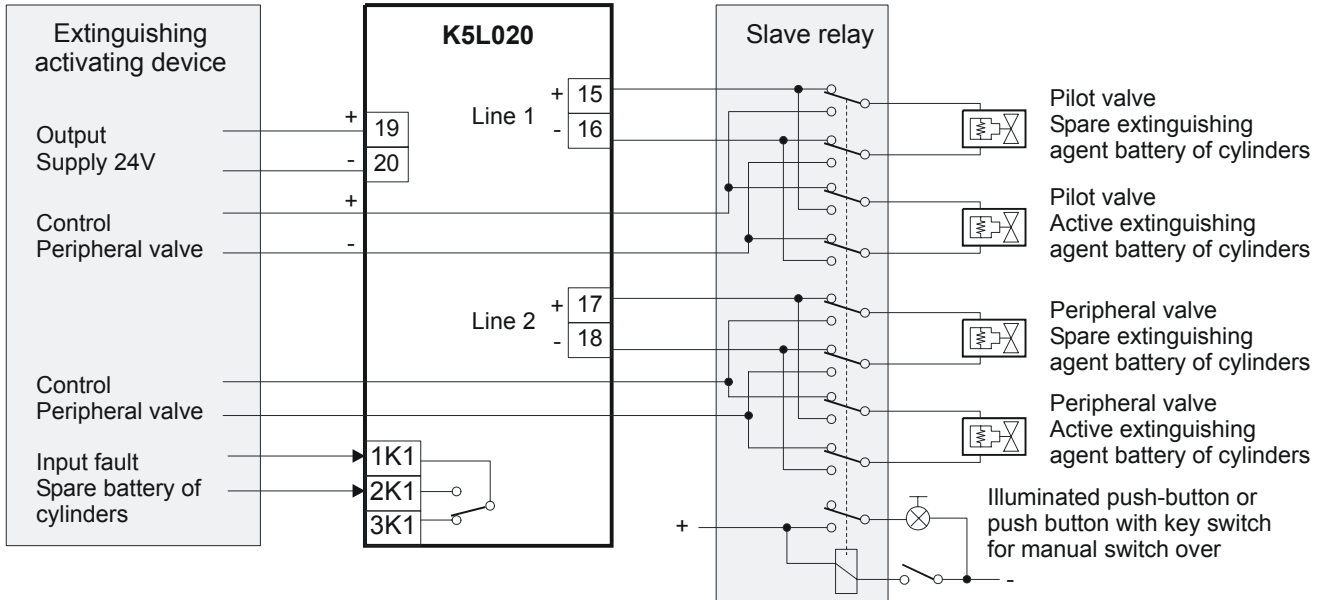 Extinguishing
activating device
K5L020
Slave relay
Output
Supply 24V
+ 19
- 20
Line 1
+ 15
- 16
Control
Peripheral valve
+
-
Line 2
+ 17
- 18
Control
Peripheral valve
Input fault
Spare battery of
cylinders
1K1
2K1
3K1
Pilot valve
Spare extinguishing
agent battery of cylinders
Pilot valve
Active extinguishing
agent battery of cylinders
Peripheral valve
Spare extinguishing
agent battery of cylinders
Peripheral valve
Active extinguishing
agent battery of cylinders
Illuminated push-button or
push button with key switch
for manual switch over
+
-